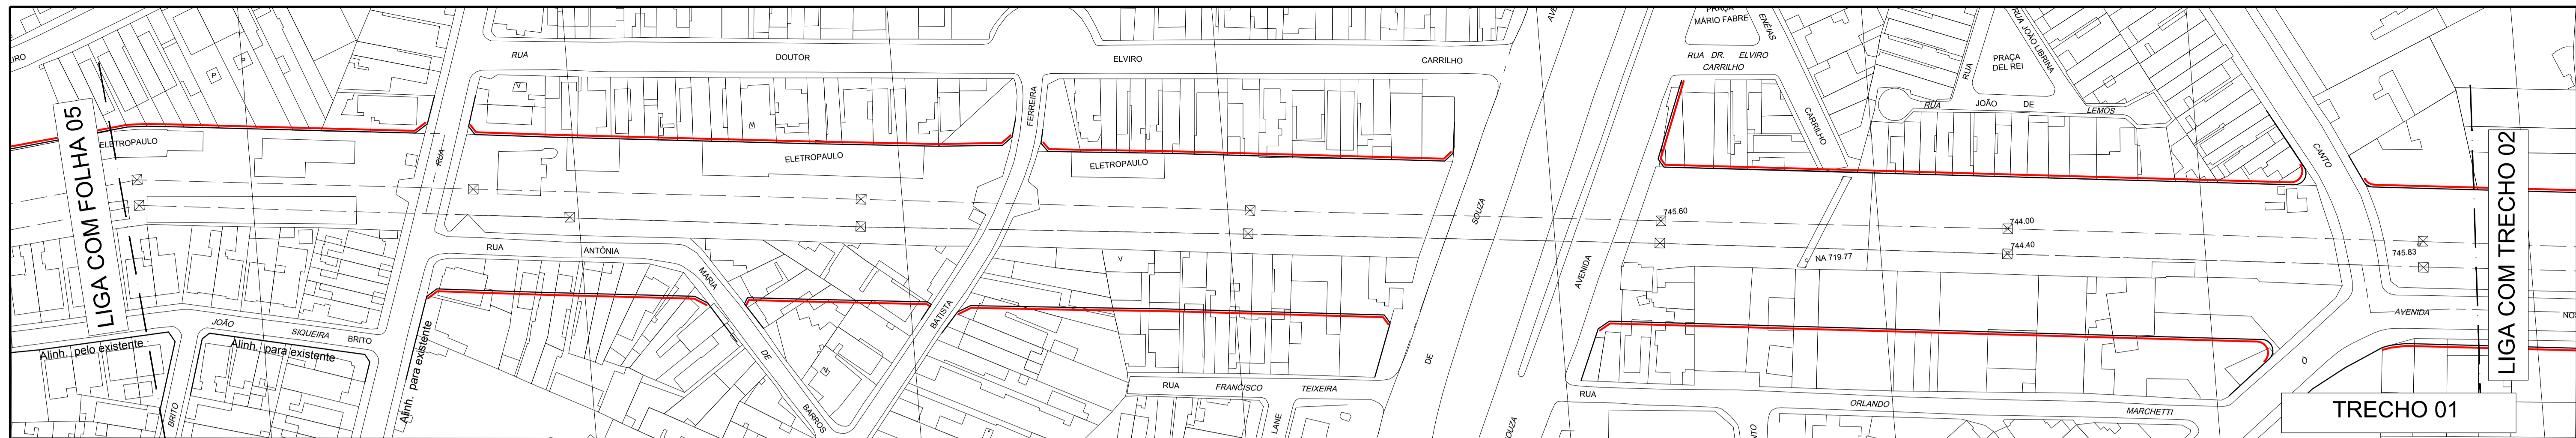 RUA DOUTOR ELVIRO CARRILHO
PRAÇA
MÁRIO FABRE
ENÉIAS
RUA JOÃO LIBRINA
RUA DR. ELVIRO
CARRILHO
PRAÇA
DEL REI
RUA
CARRILHO
RUA JOÃO DE LEMOS
CANTO
LIGA COM FOLHA 05
P
P
V
ELETROPAULO
ELETROPAULO
ELETROPAULO
RUA
FERREIRA
BATISTA
SOUZA
DE
AVENIDA
745.60
744.00
744.40
745.83
NA 719.77
LIGA COM TRECHO 02
RUA ANTÔNIA
MARIA
DE
BARROS
V
JOÃO SIQUEIRA BRITO
Alinh. pelo existente
Alinh. para existente
Alinh. para existente
BRITO
RUA FRANCISCO TEIXEIRA
LANE
RUA ORLANDO MARCHETTI
AVENIDA
TRECHO 01